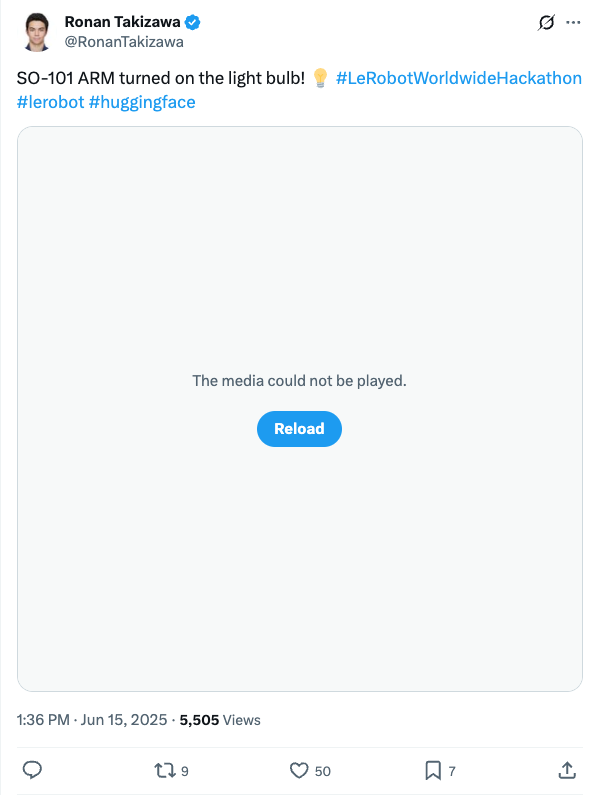 Ronan Takizawa
@RonanTakizawa
SO-101 ARM turned on the light bulb! 💡 #LeRobotWorldwideHackathon
#lerobot #huggingface
The media could not be played.
Reload
1:36 PM · Jun 15, 2025 · 5,505 Views
9 50 7